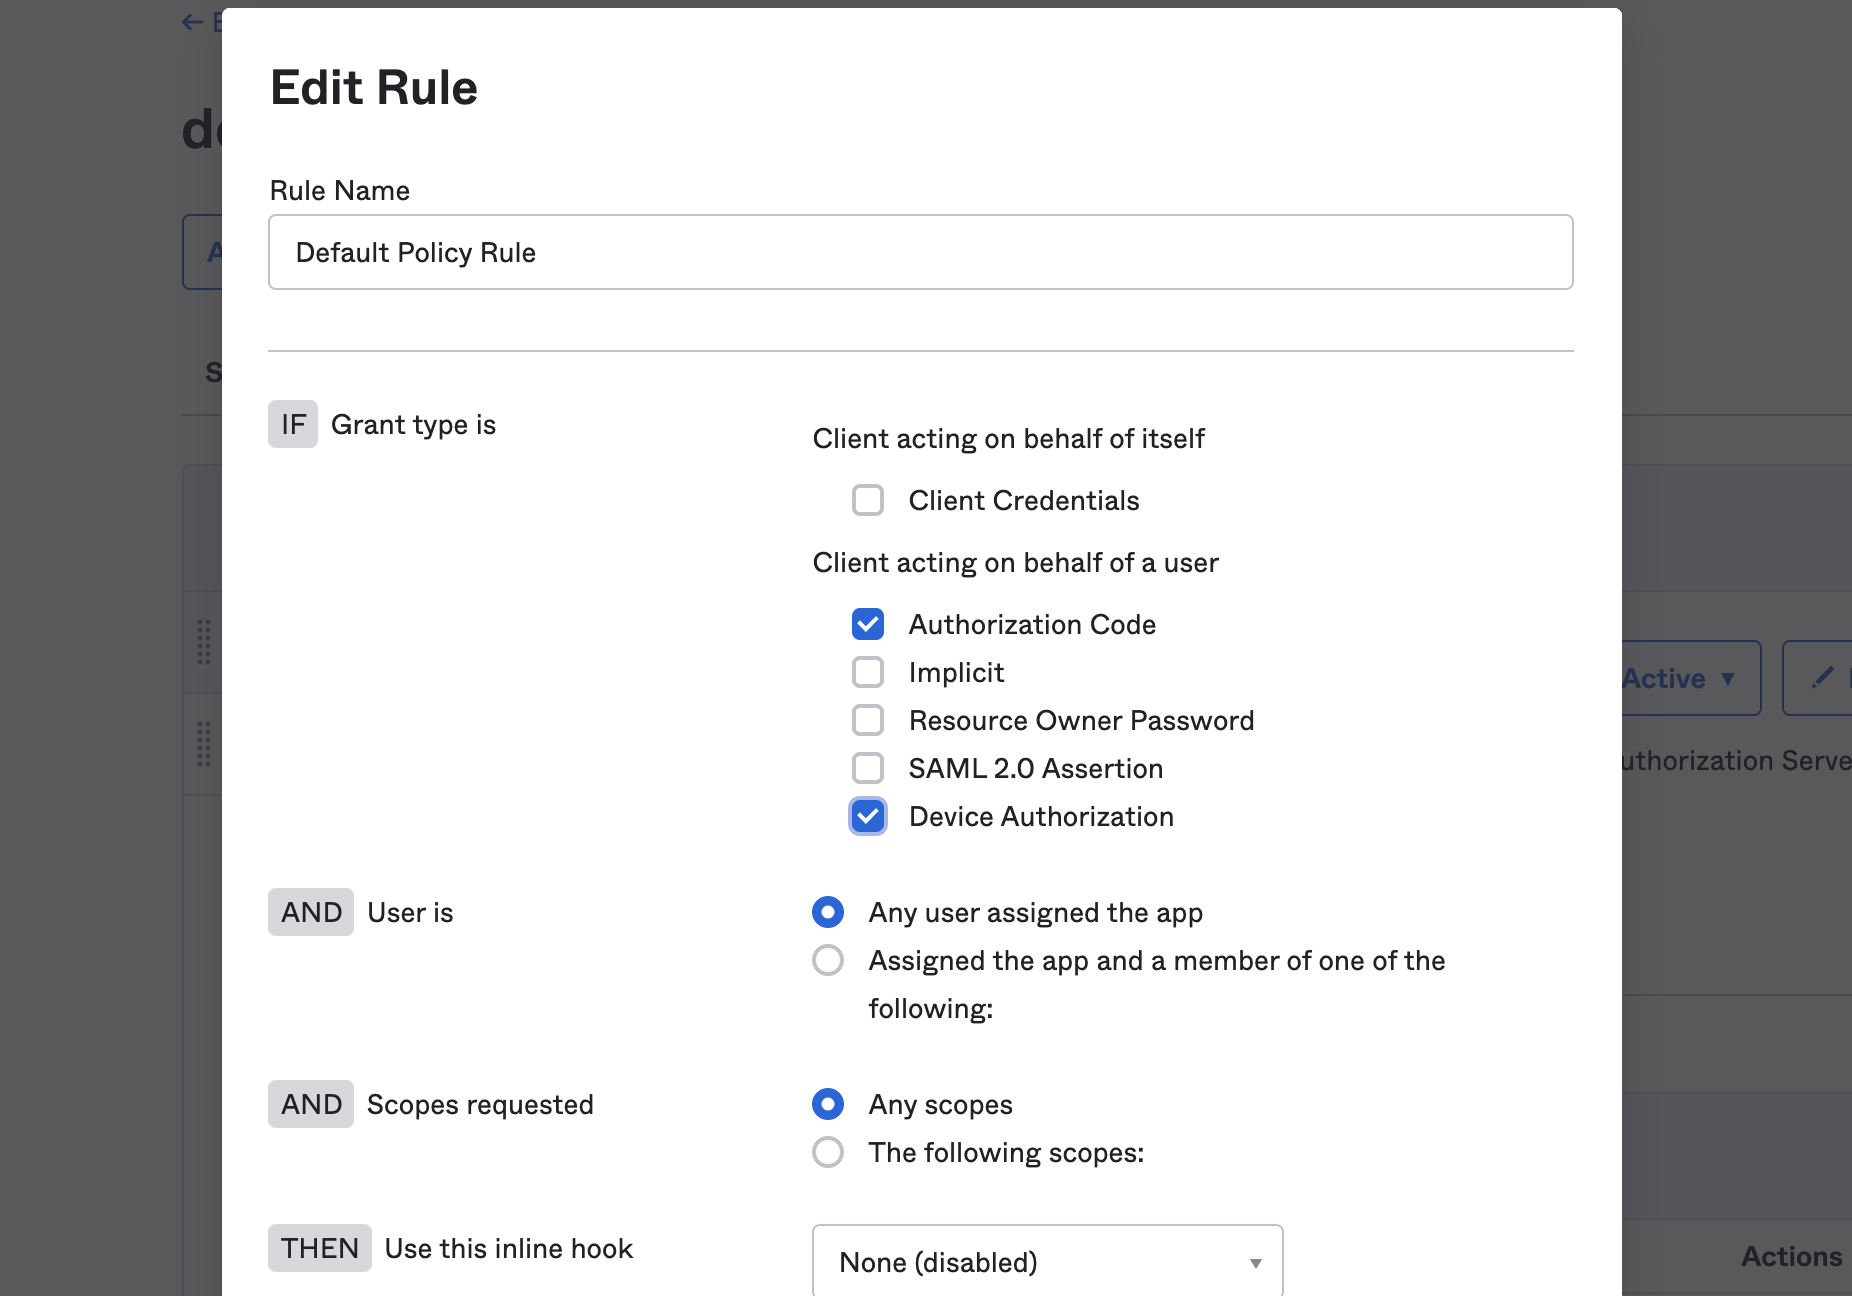 Edit Rule
Rule Name
Default Policy Rule
IF Grant type is
Client acting on behalf of itself
Client Credentials
Client acting on behalf of a user
Authorization Code
Implicit
Resource Owner Password
SAML 2.0 Assertion
Device Authorization
Active
AND User is
Any user assigned the app
Assigned the app and a member of one of the
following:
AND Scopes requested
Any scopes
The following scopes:
THEN Use this inline hook
None (disabled)
Actions